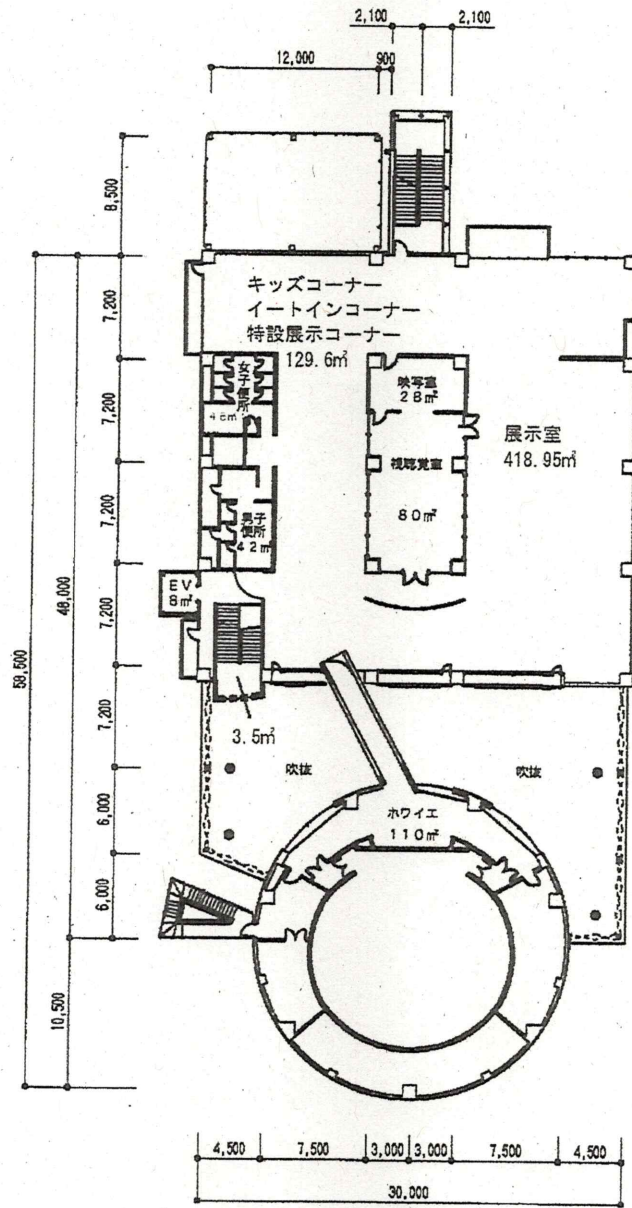 2,100
2,100
12,000
900
8,500
7,200
7,200
7,200
7,200
7,200
6,000
6,000
48,000
58,500
10,500
キッズコーナー
イートインコーナー
特設展示コーナー
129.6㎡
女子便所
48㎡
映写室
28㎡
展示室
418.95㎡
視聴覚室
80㎡
男子便所
42㎡
EV
8㎡
3.5㎡
吹抜
吹抜
ホワイエ
110㎡
4,500
7,500
3,000
3,000
7,500
4,500
30,000